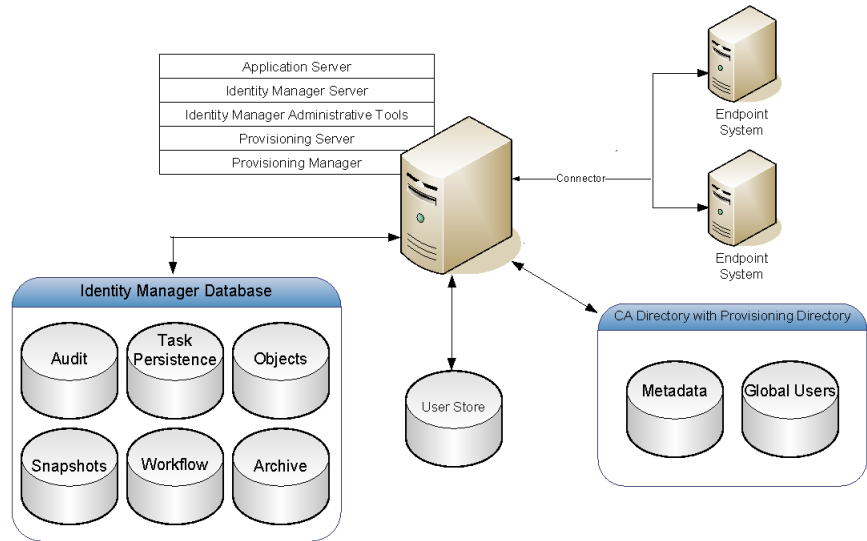 Application Server
Identity Manager Server
Identity Manager Administrative Tools
Provisioning Server
Provisioning Manager
Endpoint
System
Connector
Endpoint
System
Identity Manager Database
Audit
Task
Persistence
Objects
Snapshots
Workflow
Archive
User Store
CA Directory with Provisioning Directory
Metadata
Global Users